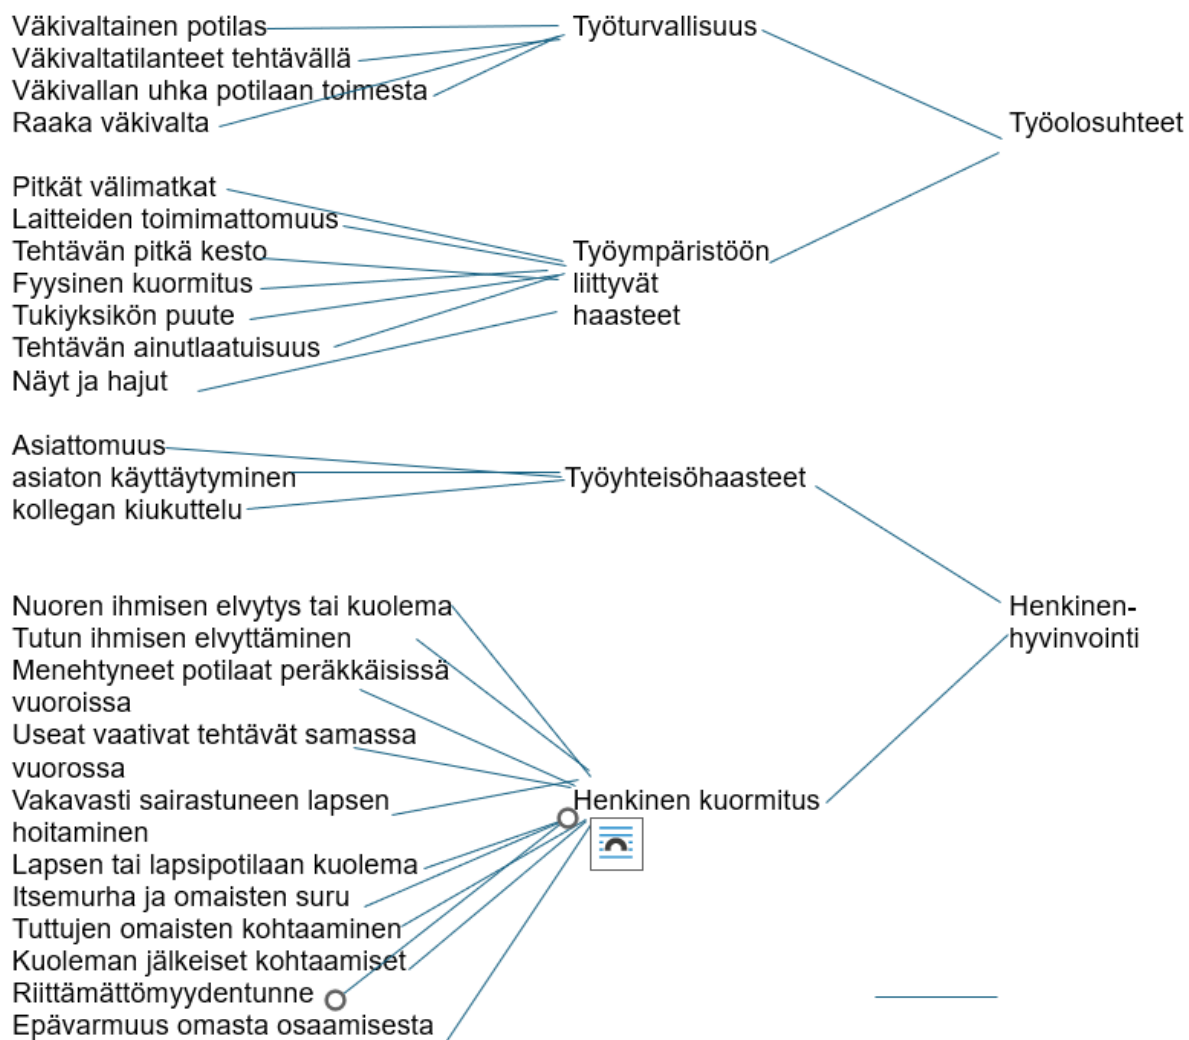 Väkivaltainen potilas
Väkivaltatilanteet tehtävällä
Väkivallan uhka potilaan toimesta
Raaka väkivalta
Työturvallisuus
Työolosuhteet
Pitkät välimatkat
Laitteiden toimimattomuus
Tehtävän pitkä kesto
Fyysinen kuormitus
Tukiyksikön puute
Tehtävän ainutlaatuisuus
Näyt ja hajut
Työympäristöön
liittyvät
haasteet
Asiattomuus
asiaton käyttäytyminen
kollegan kiukuttelu
Työyhteisöhaasteet
Nuoren ihmisen elvytys tai kuolema
Tutun ihmisen elvyttäminen
Menehtyneet potilaat peräkkäisissä
vuoroissa
Useat vaativat tehtävät samassa
vuorossa
Vakavasti sairastuneen lapsen
hoitaminen
Lapsen tai lapsipotilaan kuolema
Itsemurha ja omaisten suru
Tuttujen omaisten kohtaaminen
Kuoleman jälkeiset kohtaamiset
Riittämättömyydentunne
Epävarmuus omasta osaamisesta
Henkinen kuormitus
Henkinen-
hyvinvointi